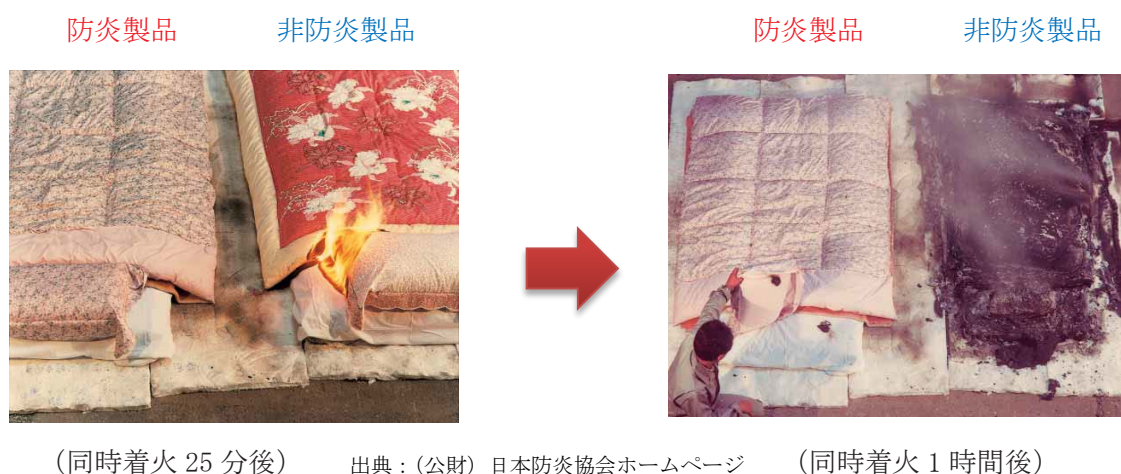 防炎製品 非防炎製品 防炎製品 非防炎製品
（同時着火 25 分後） 出典：（公財）日本防炎協会ホームページ （同時着火 1 時間後）